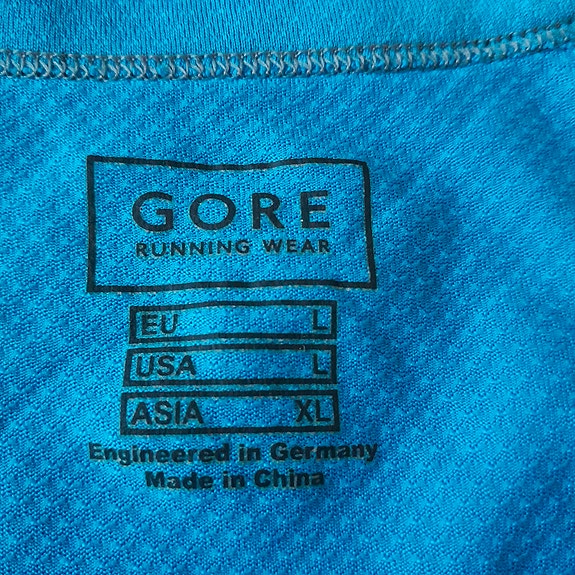 GORE
RUNNING WEAR
EU L
USA L
ASIA XL
Engineered in Germany
Made in China